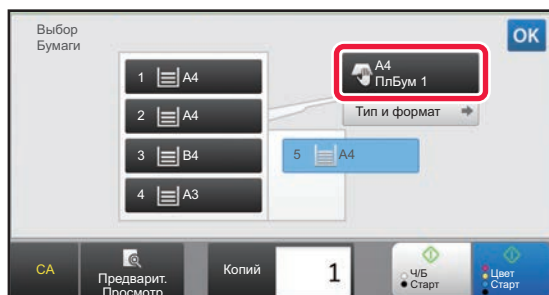 Выбор
Бумаги
OK
1 A4
A4
ПлБум 1
2 A4
Тип и формат
3 B4
5 A4
4 A3
CA
Предварит.
Просмотр
Копий
1
Ч/Б
Старт
Цвет
Старт